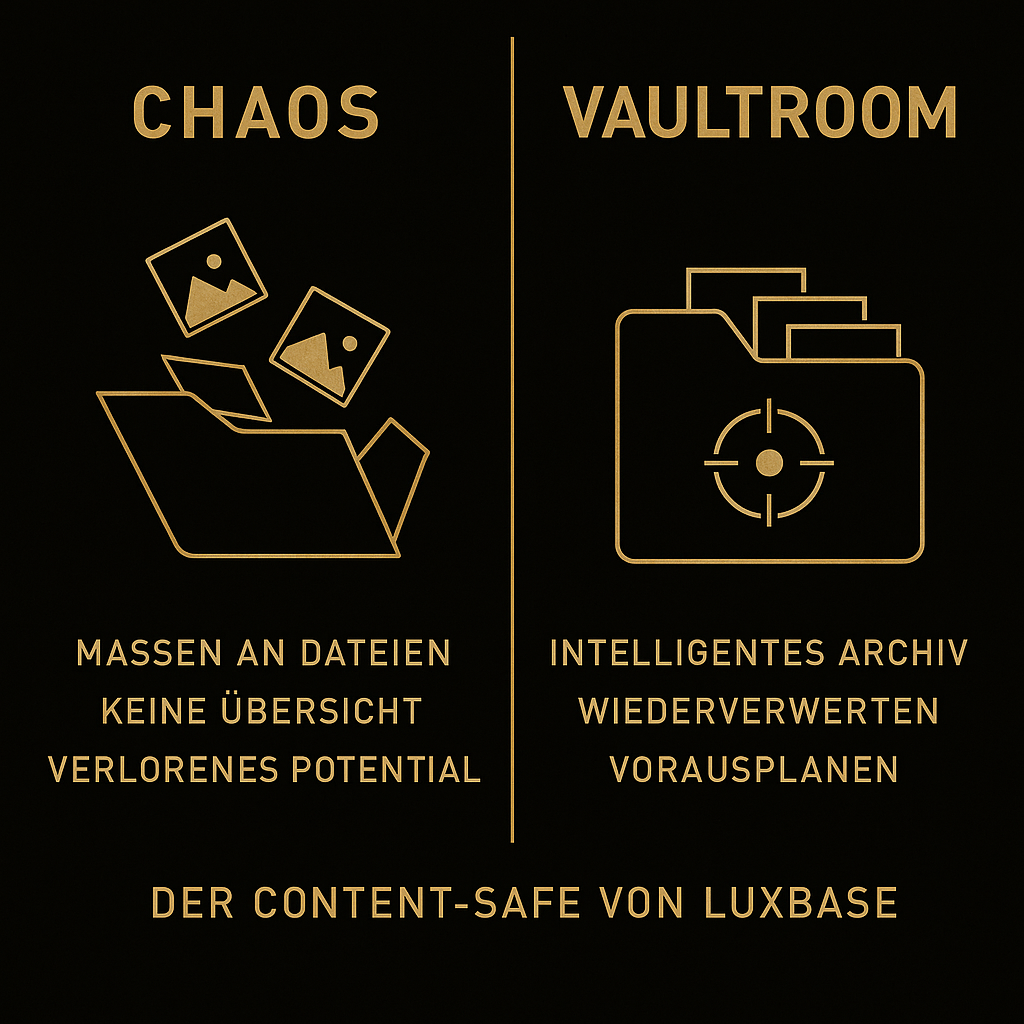 CHAOS
MASSEN AN DATEIEN
KEINE ÜBERSICHT
VERLORENES POTENTIAL
VAULTROOM
INTELLIGENTES ARCHIV
WIEDERVERWERTEN
VORAUSPLANEN
DER CONTENT-SAFE VON LUXBASE